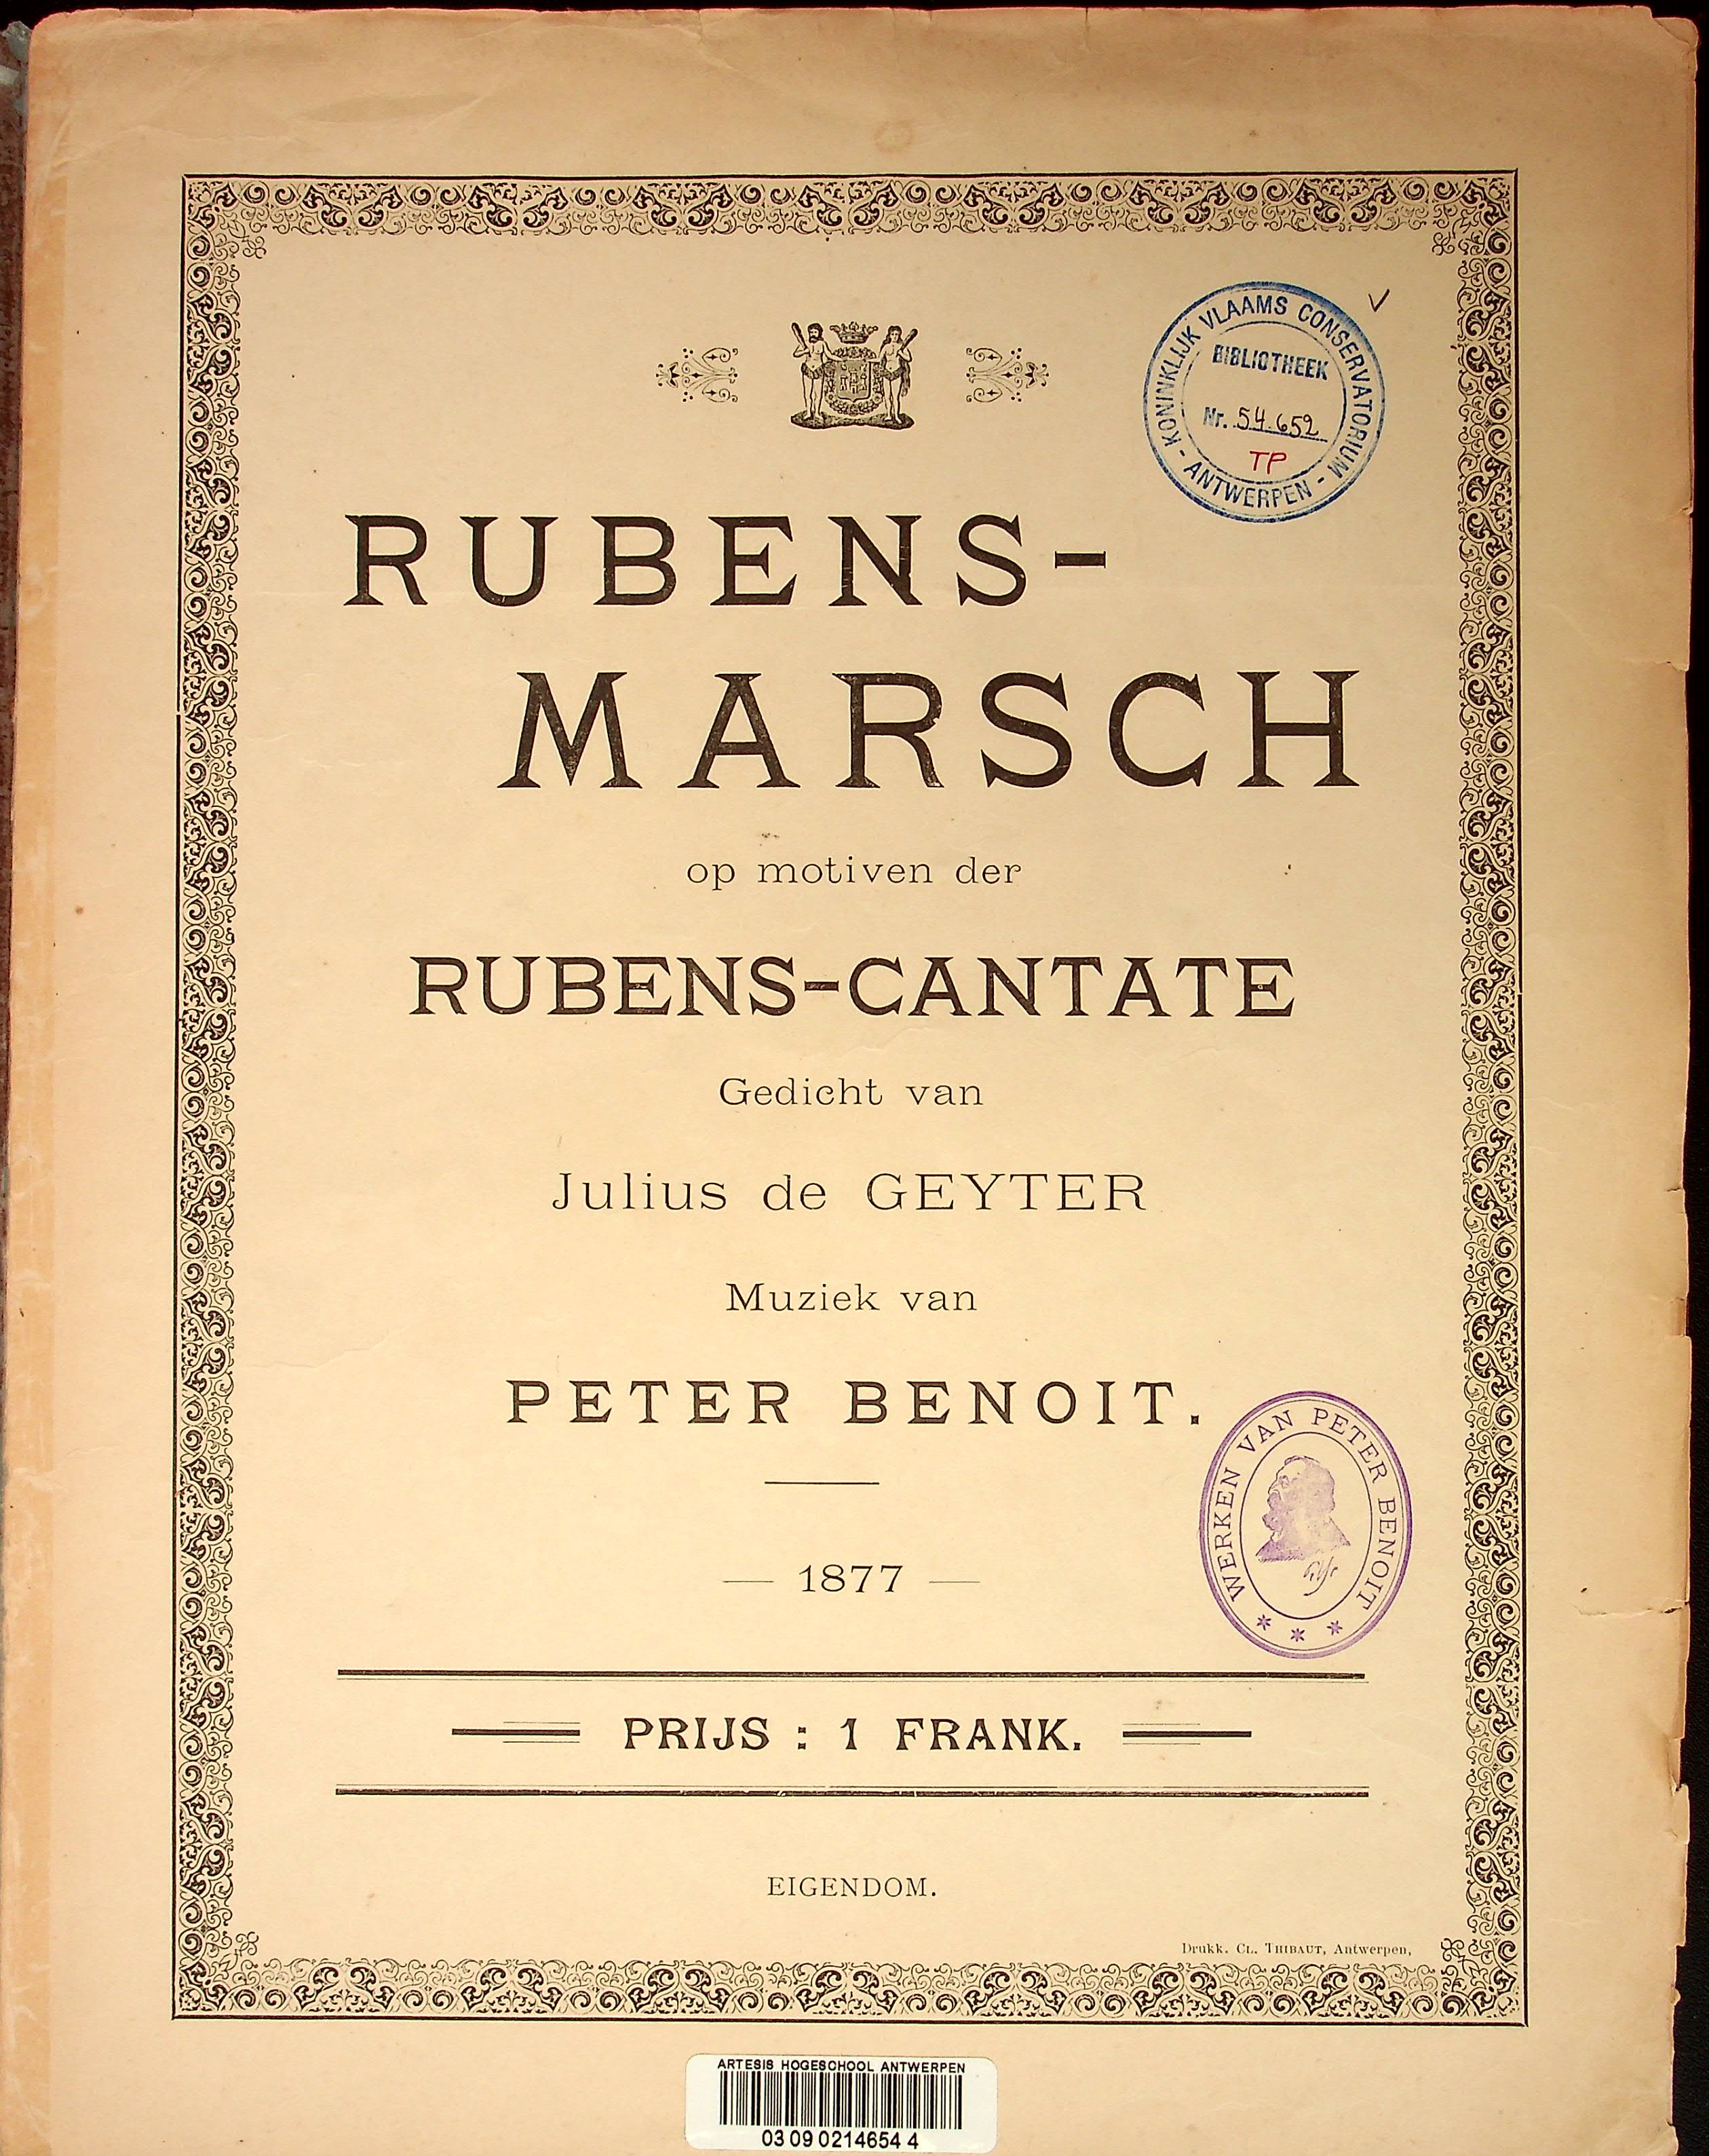 KONINKLIJK VLAAMS CONSERVATORIUM - ANTWERPEN -
BIBLIOTHEEK
Nr. 54.652
TP
RUBENS-
MARSCH
op motiven der
RUBENS-CANTATE
Gedicht van
Julius de GEYTER
Muziek van
PETER BENOIT.
WERKEN VAN PETER BENOIT
— 1877 —
PRIJS : 1 FRANK.
EIGENDOM.
Drukk. CL. THIBAUT, Antwerpen,
ARTESIS HOGESCHOOL ANTWERPEN
03 09 0214654 4